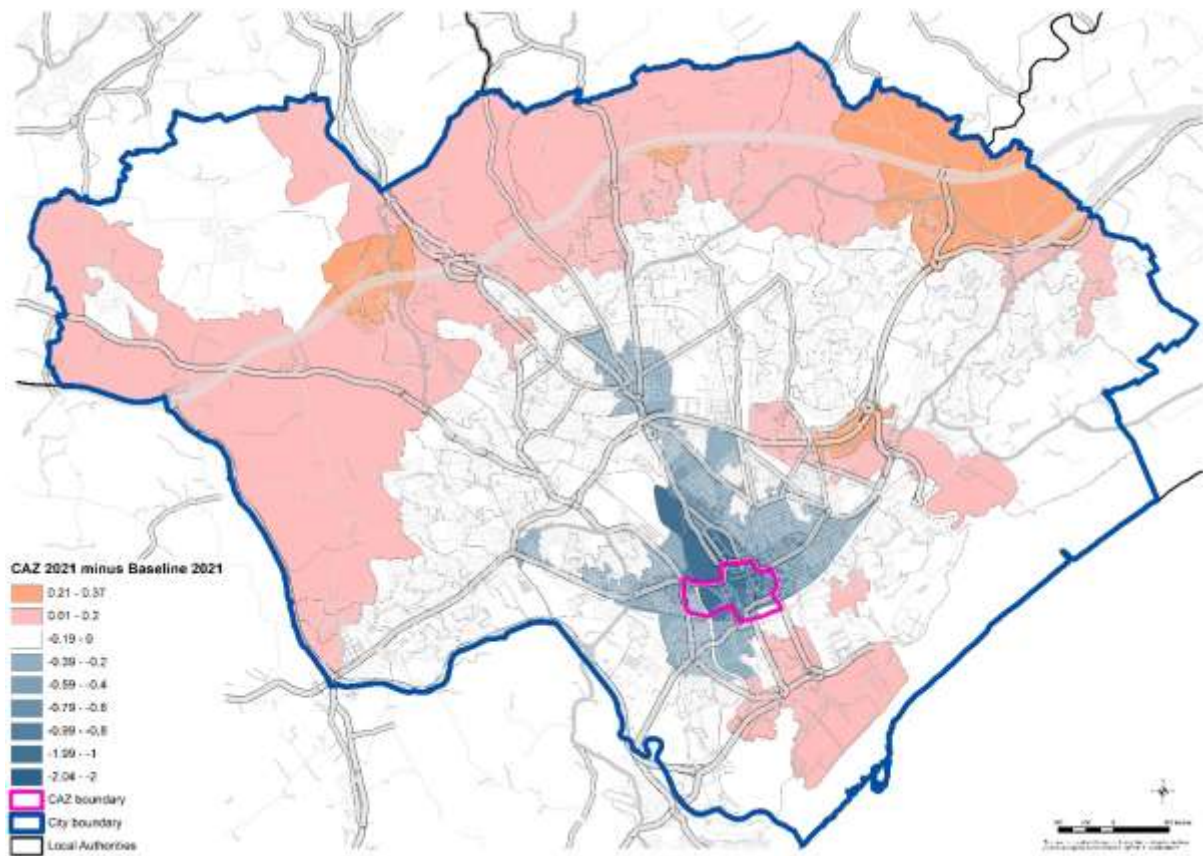 CAZ 2021 minus Baseline 2021
0.21 - 0.37
0.01 - 0.2
-0.19 - 0
-0.39 - -0.2
-0.59 - -0.4
-0.79 - -0.6
-0.99 - -0.8
-1.99 - -1
-2.04 - -2
CAZ boundary
City boundary
Local Authorities